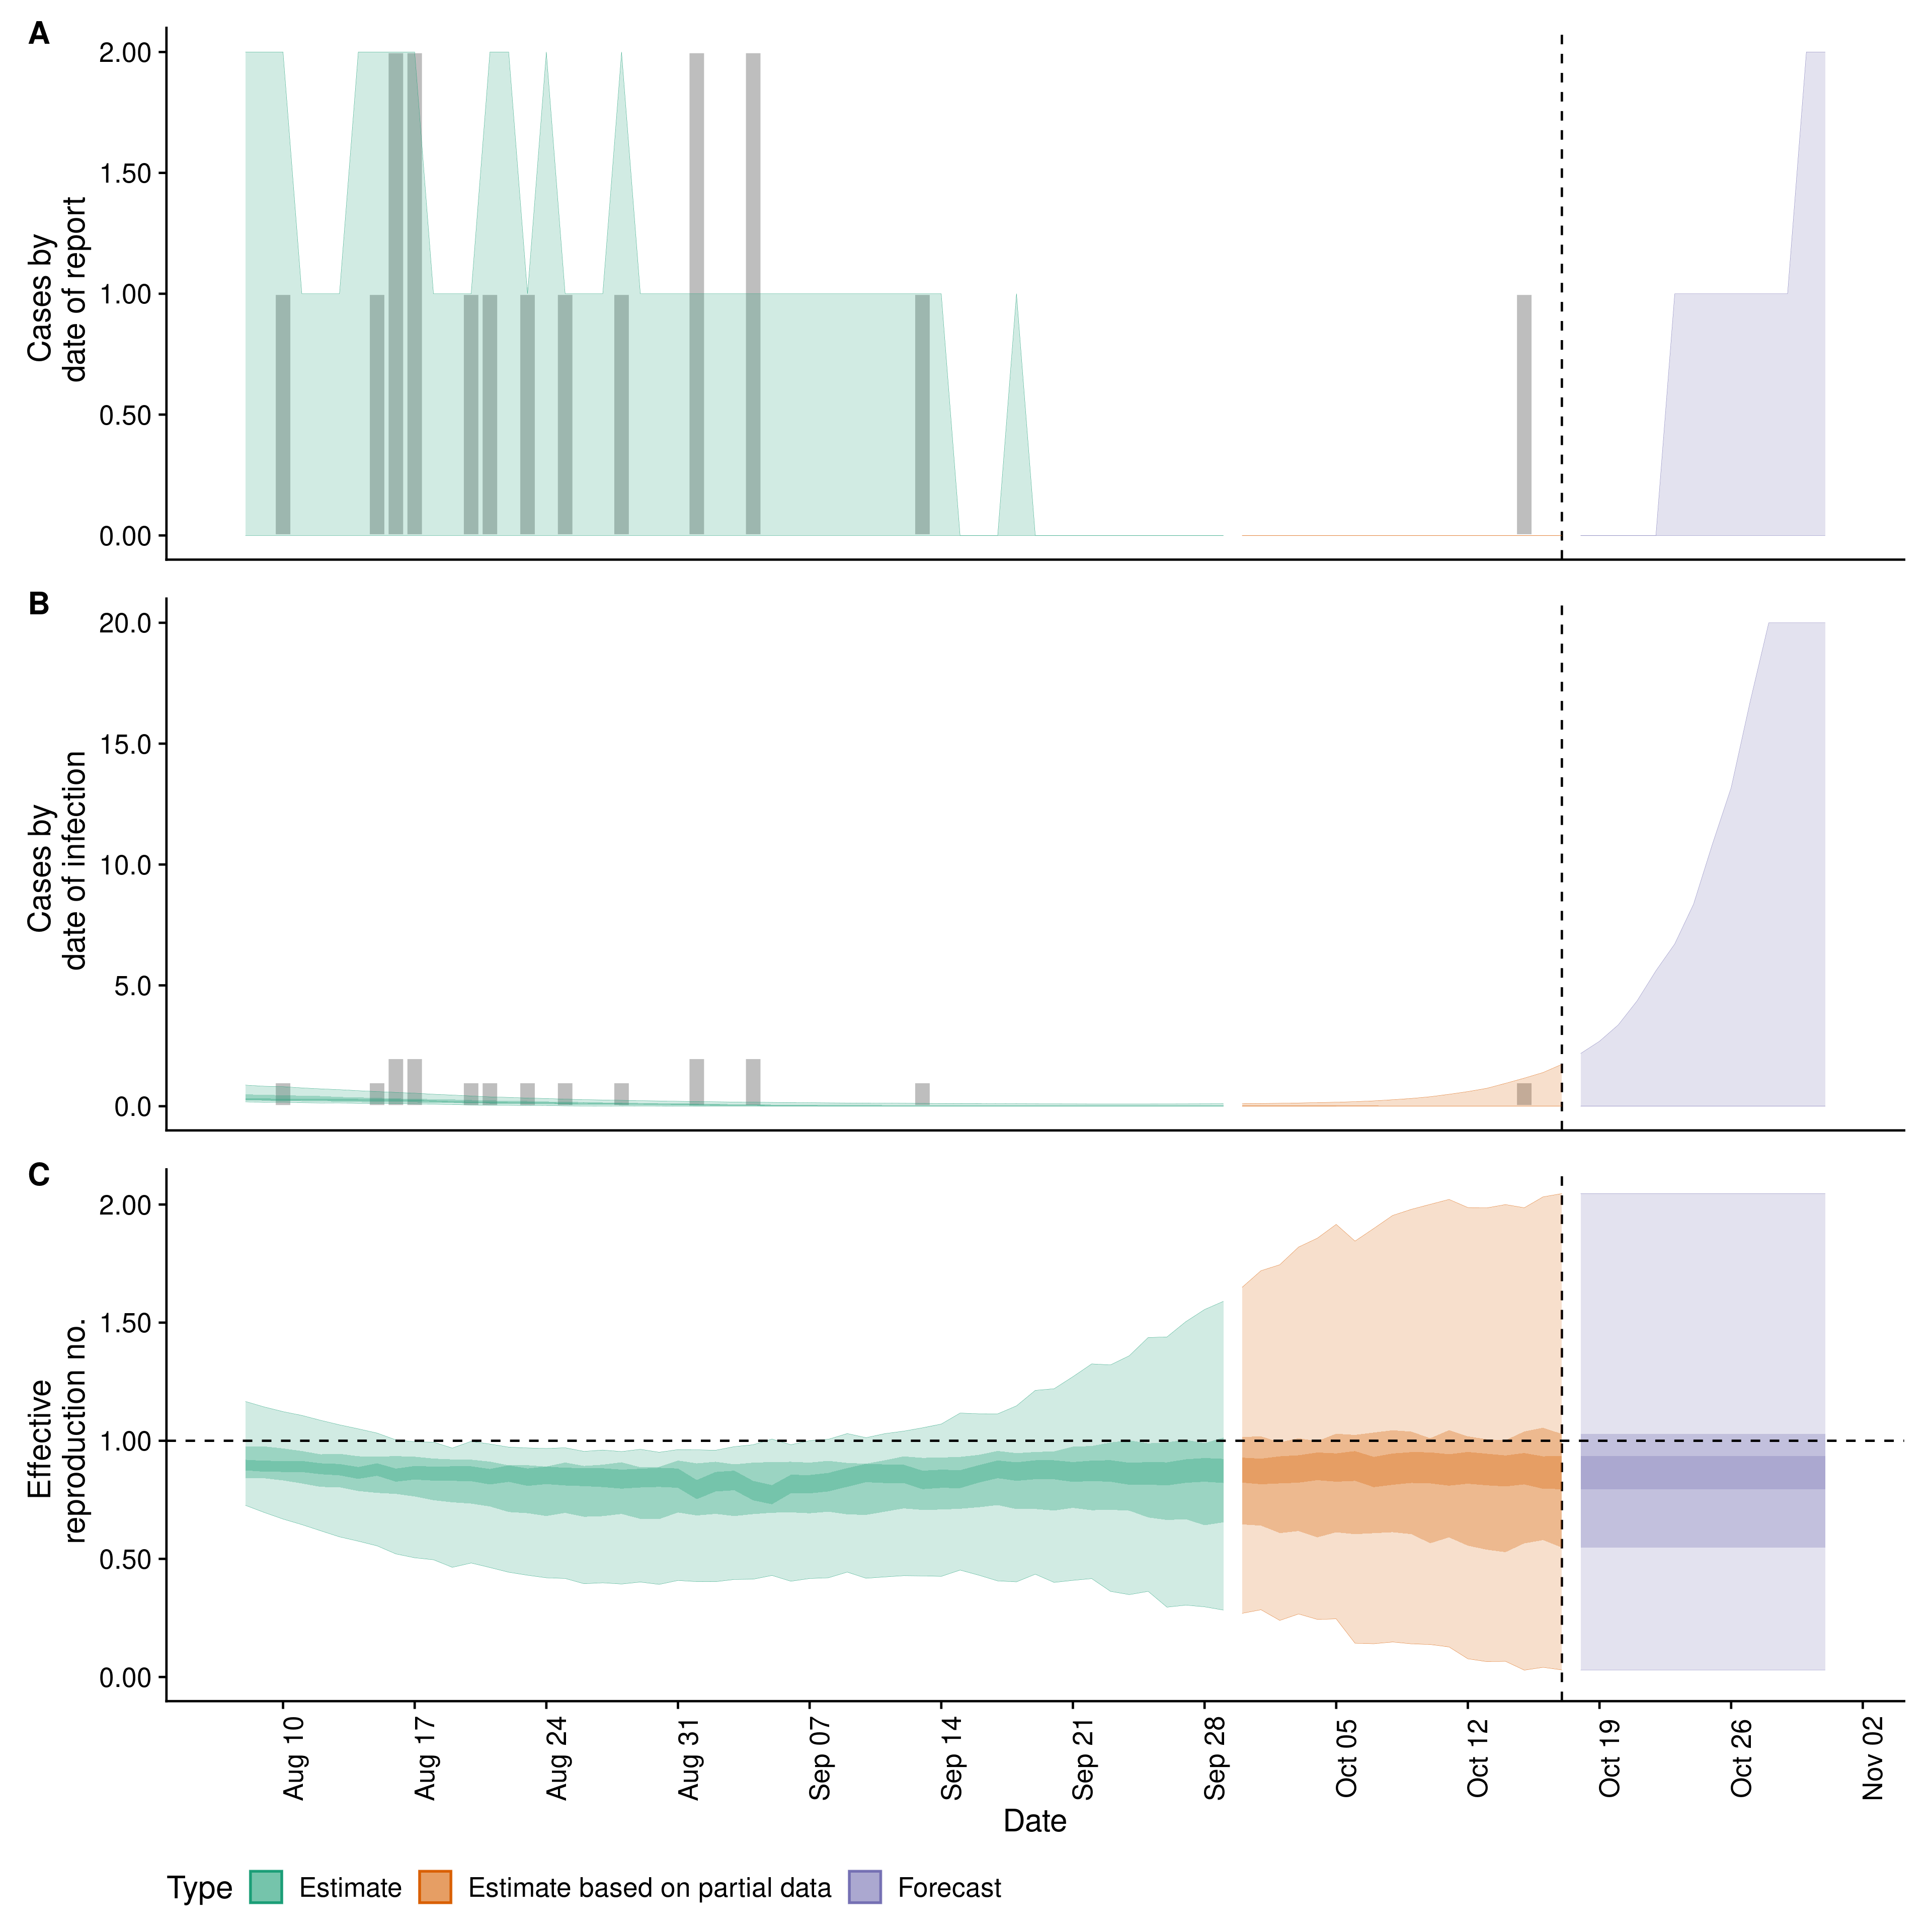 A
Cases by
date of report
2.00
1.50
1.00
0.50
0.00
B
Cases by
date of infection
20.0
15.0
10.0
5.0
0.0
C
Effective
reproduction no.
2.00
1.50
1.00
0.50
0.00
Aug 10
Aug 17
Aug 24
Aug 31
Sep 07
Sep 14
Sep 21
Sep 28
Oct 05
Oct 12
Oct 19
Oct 26
Nov 02
Date
Type Estimate Estimate based on partial data Forecast